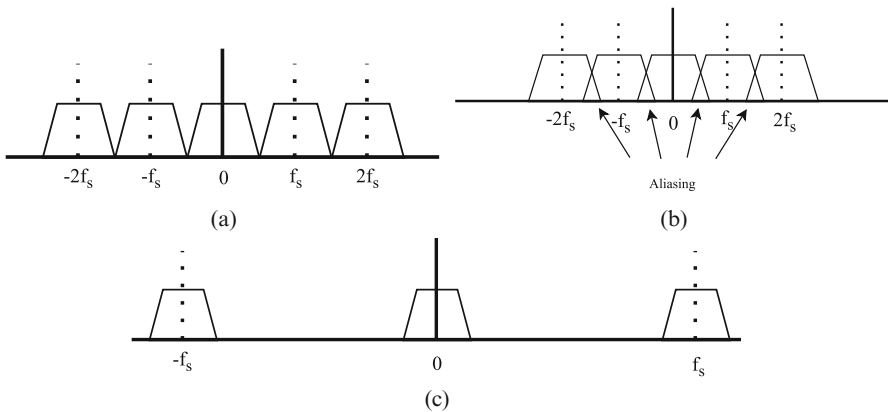 -2fₛ -fₛ 0 fₛ 2fₛ
(a)
-2fₛ -fₛ 0 fₛ 2fₛ
Aliasing
(b)
-fₛ 0 fₛ
(c)